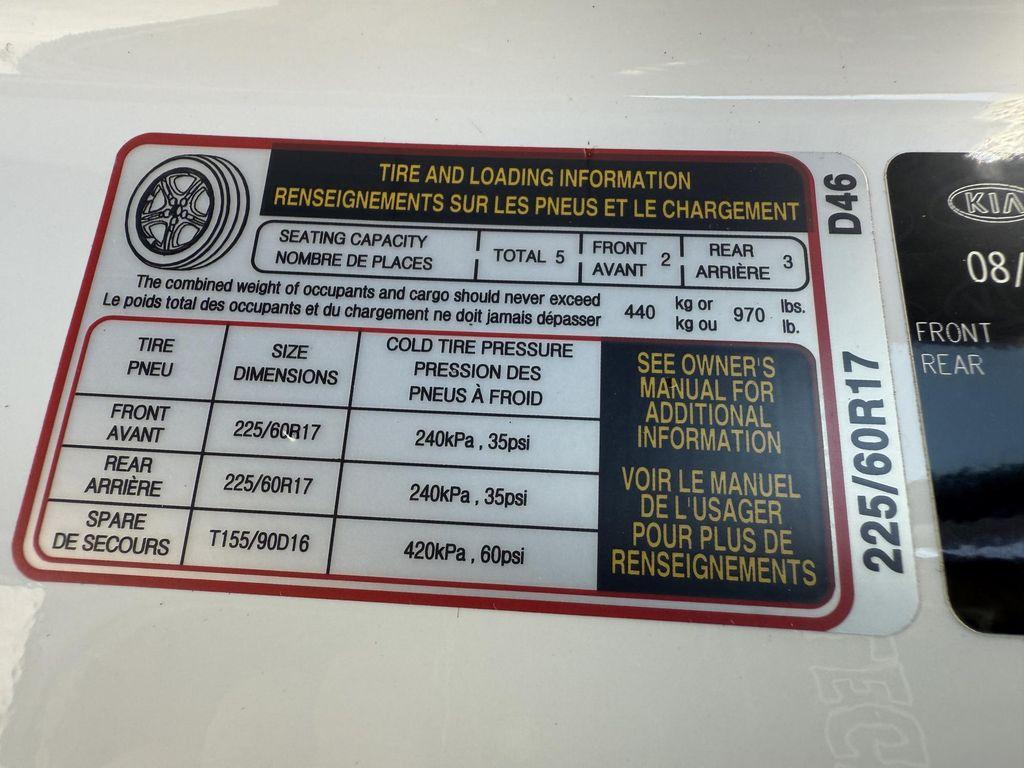 TIRE AND LOADING INFORMATION
RENSEIGNEMENTS SUR LES PNEUS ET LE CHARGEMENT
SEATING CAPACITY
NOMBRE DE PLACES
TOTAL 5
FRONT
AVANT
2
REAR
ARRIÈRE
3
The combined weight of occupants and cargo should never exceed
Le poids total des occupants et du chargement ne doit jamais dépasser
440
kg or
kg ou
970
lbs.
lb.
TIRE
PNEU
SIZE
DIMENSIONS
COLD TIRE PRESSURE
PRESSION DES
PNEUS À FROID
FRONT
AVANT
225/60R17
240kPa , 35psi
REAR
ARRIÈRE
225/60R17
240kPa , 35psi
SPARE
DE SECOURS
T155/90D16
420kPa , 60psi
SEE OWNER'S
MANUAL FOR
ADDITIONAL
INFORMATION
VOIR LE MANUEL
DE L'USAGER
POUR PLUS DE
RENSEIGNEMENTS
D46
225/60R17
KIA
08/
FRONT
REAR